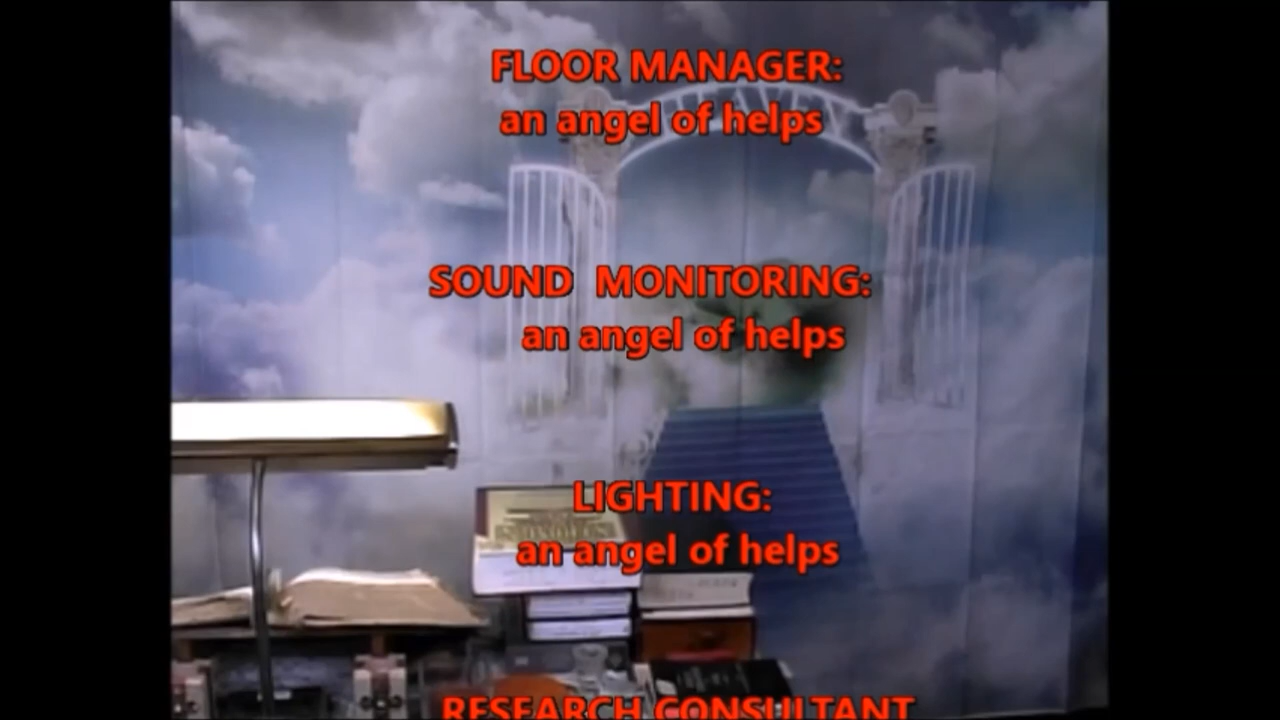 HEAVEN
FLOOR MANAGER:
an angel of helps
SOUND MONITORING:
an angel of helps
LIGHTING:
an angel of helps
RESEARCH CONSULTANT